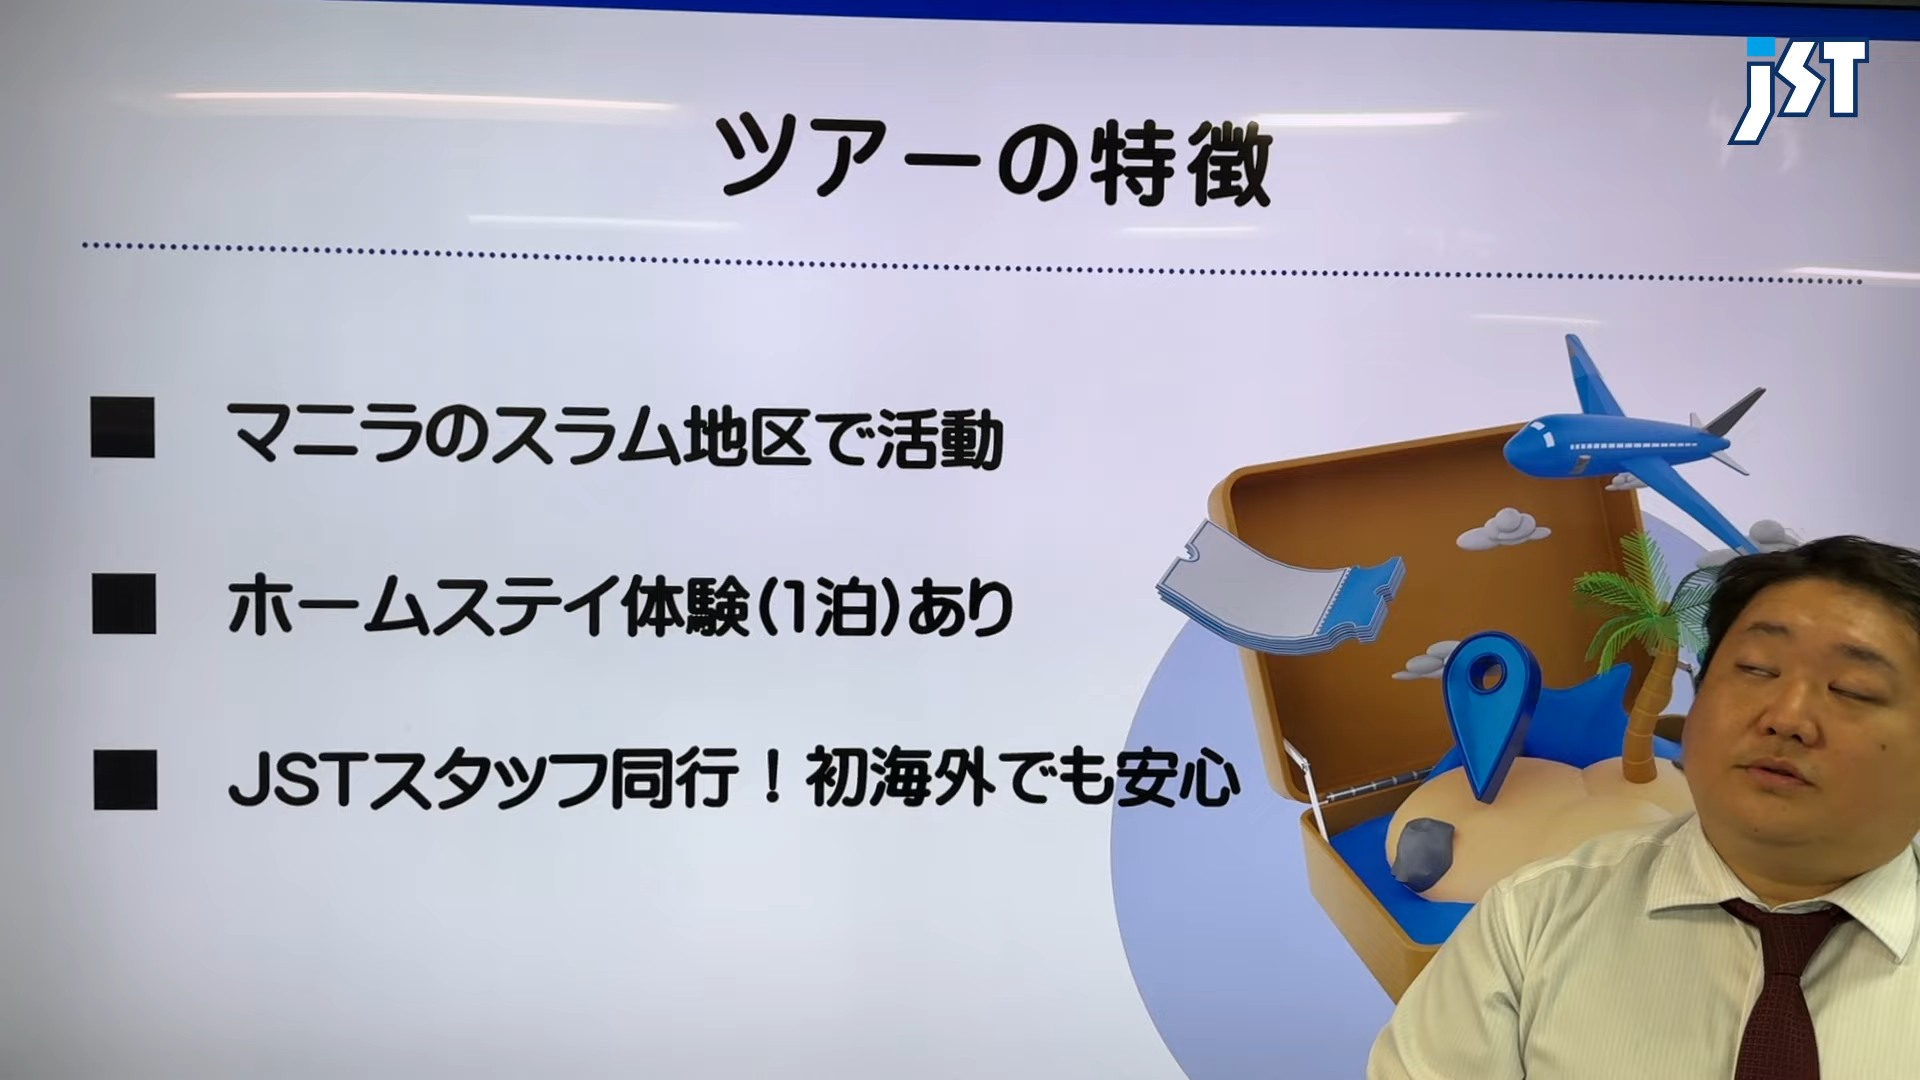 jST
ツアーの特徴
■ マニラのスラム地区で活動
■ ホームステイ体験(1泊)あり
■ JSTスタッフ同行！初海外でも安心